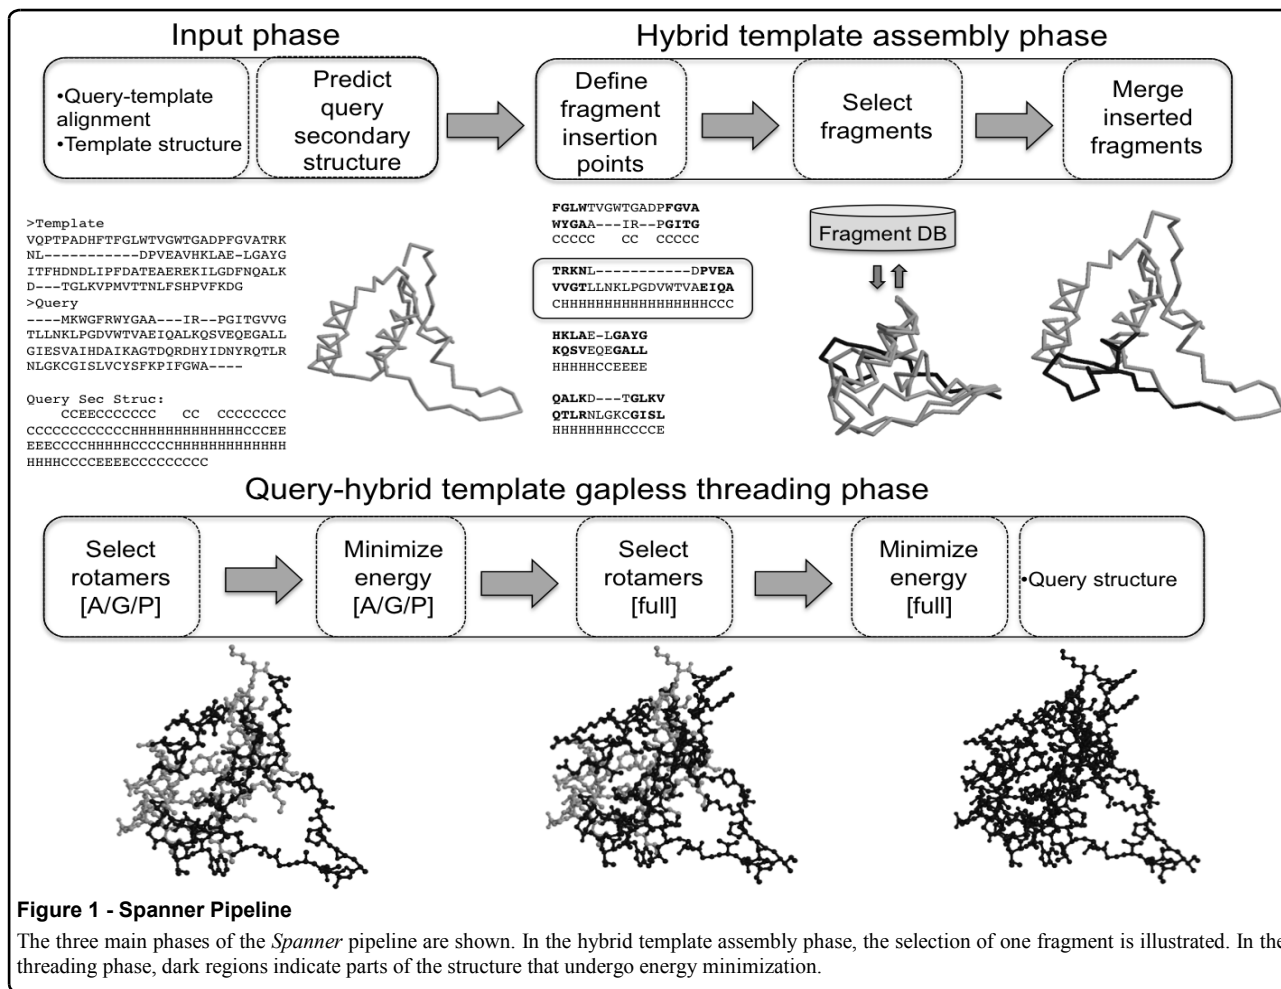 Input phase
Hybrid template assembly phase
•Query-template
alignment
•Template structure
Predict
query
secondary
structure
Define
fragment
insertion
points
Select
fragments
Merge
inserted
fragments
>Template
VQPTPADHFTFGLWTVGWTGADPFGVATRK
NL-----------DPVEAVHKLAE-LGAYG
ITFHDNDLIPFDATEAEREKILGDFNQALK
D---TGLKVPMVTTNLFSHPVFKDG
>Query
----MKWGFRWYGAA---IR--PGITGVVG
TLLNKLPGDVWTVAEIQALKQSVEQEGALL
GIESVAIHDAIKAGTDQRDHYIDNYRQTLR
NLGKCGISLVCYSFKPIFGWA----
Query Sec Struc:
CCEECCCCCCC   CC  CCCCCCCC
CCCCCCCCCCCCHHHHHHHHHHHHHCCCEE
EEECCCCHHHHHCCCCCHHHHHHHHHHHHH
HHHHCCCCEEEECCCCCCCCC
FGLWTVGWTGADPFGVA
WYGAA---IR--PGITG
CCCCC   CC  CCCCC
TRKNL-----------DPVEA
VVGTLLNKLPGDVWTVAEIQA
CHHHHHHHHHHHHHHHHHCCC
HKLAE-LGAYG
KQSVEQEGALL
HHHHHCCEEEE
QALKD---TGLKV
QTLRNLGKCGISL
HHHHHHHHCCCCE
Fragment DB
Query-hybrid template gapless threading phase
Select
rotamers
[A/G/P]
Minimize
energy
[A/G/P]
Select
rotamers
[full]
Minimize
energy
[full]
•Query structure
Figure 1 - Spanner Pipeline
The three main phases of the Spanner pipeline are shown. In the hybrid template assembly phase, the selection of one fragment is illustrated. In the
threading phase, dark regions indicate parts of the structure that undergo energy minimization.